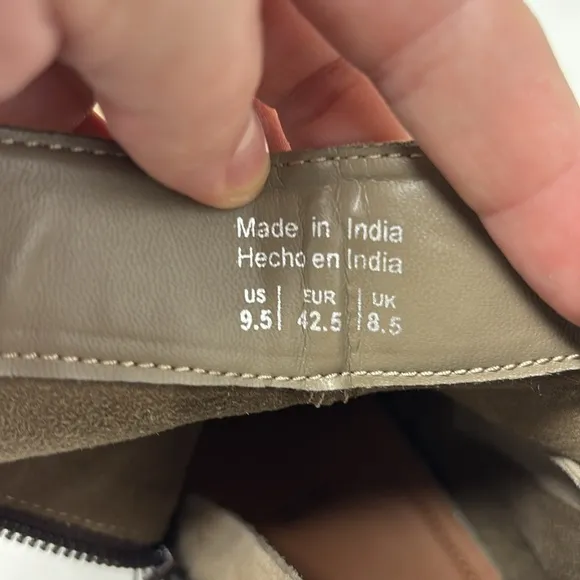 Made in India
Hecho en India
US | EUR | UK
9.5 | 42.5 | 8.5